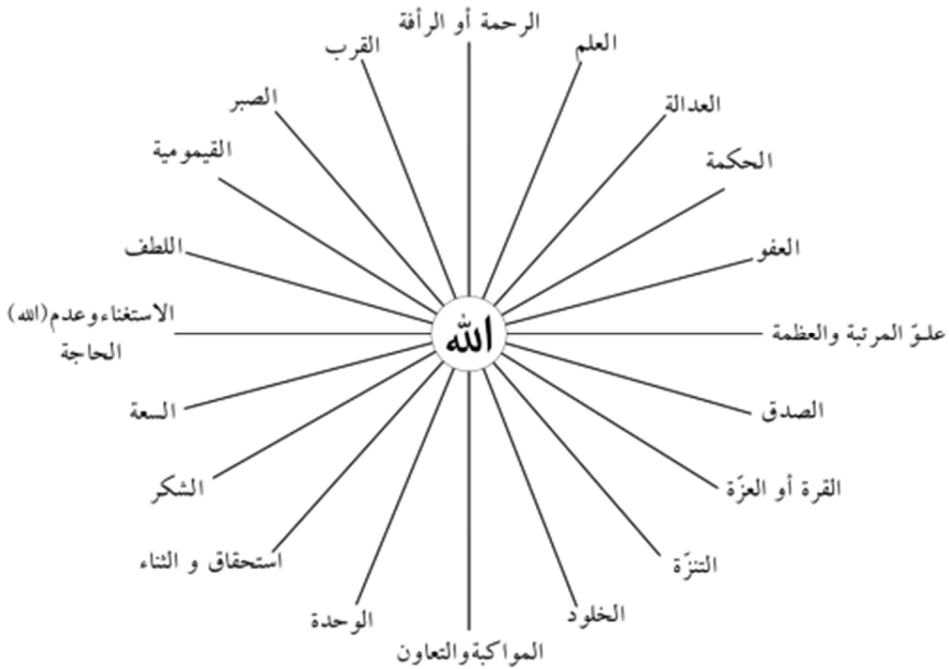 الرحمة أو الرأفة
العلم
العدالة
الحكمة
العفو
علوّ المرتبة والعظمة
الصدق
القرة أو العزّة
التنزّة
الخلود
المواكبة والتعاون
الوحدة
استحقاق و الثناء
الشكر
السعة
الاستغناء وعدم (الله)
الحاجة
اللطف
القيمومية
الصبر
القرب
الله